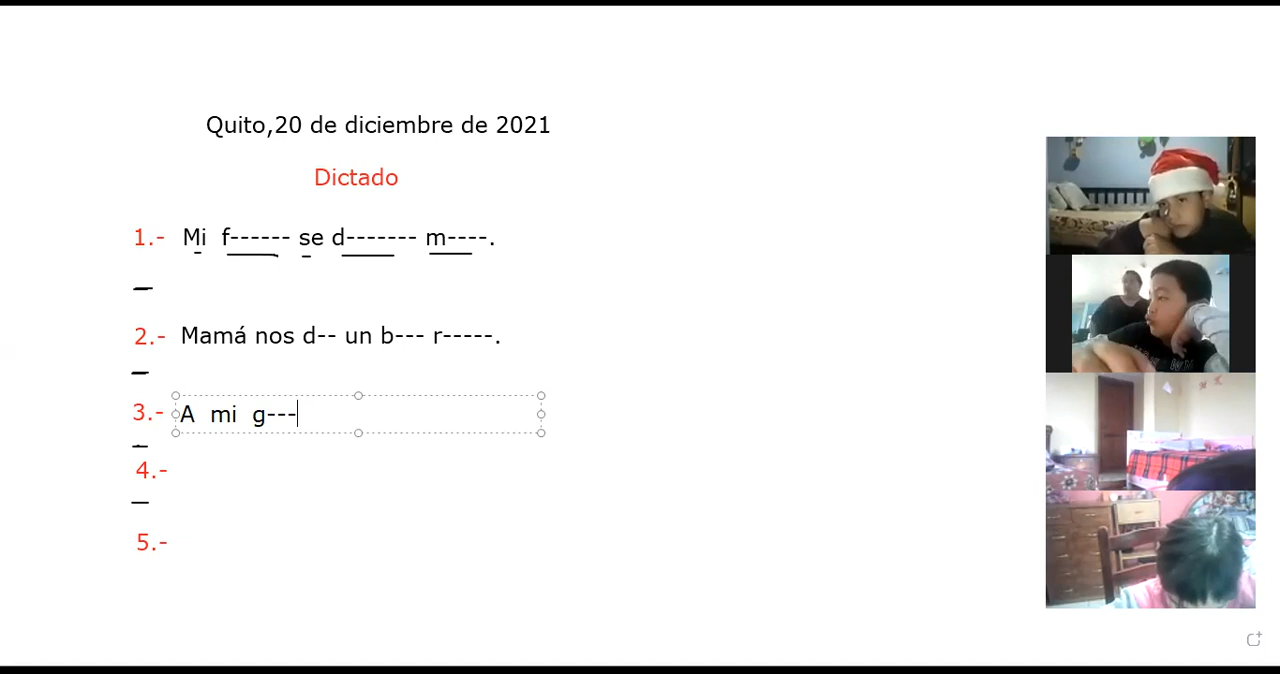 Quito,20 de diciembre de 2021
Dictado
1.- Mi f------ se d------- m----.
2.- Mamá nos d-- un b--- r-----.
3.- A mi g---
4.-
5.-